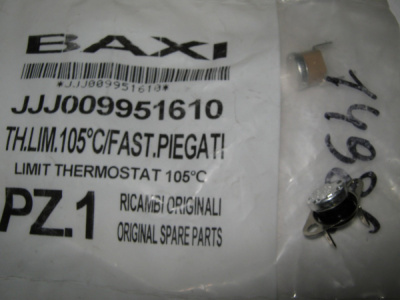 BAXI
*JJJ009951610*
JJJ009951610
TH.LIM.105°C/FAST.PIEGATI
LIMIT THERMOSTAT 105°C
PZ.1
RICAMBI ORIGINALI
ORIGINAL SPARE PARTS